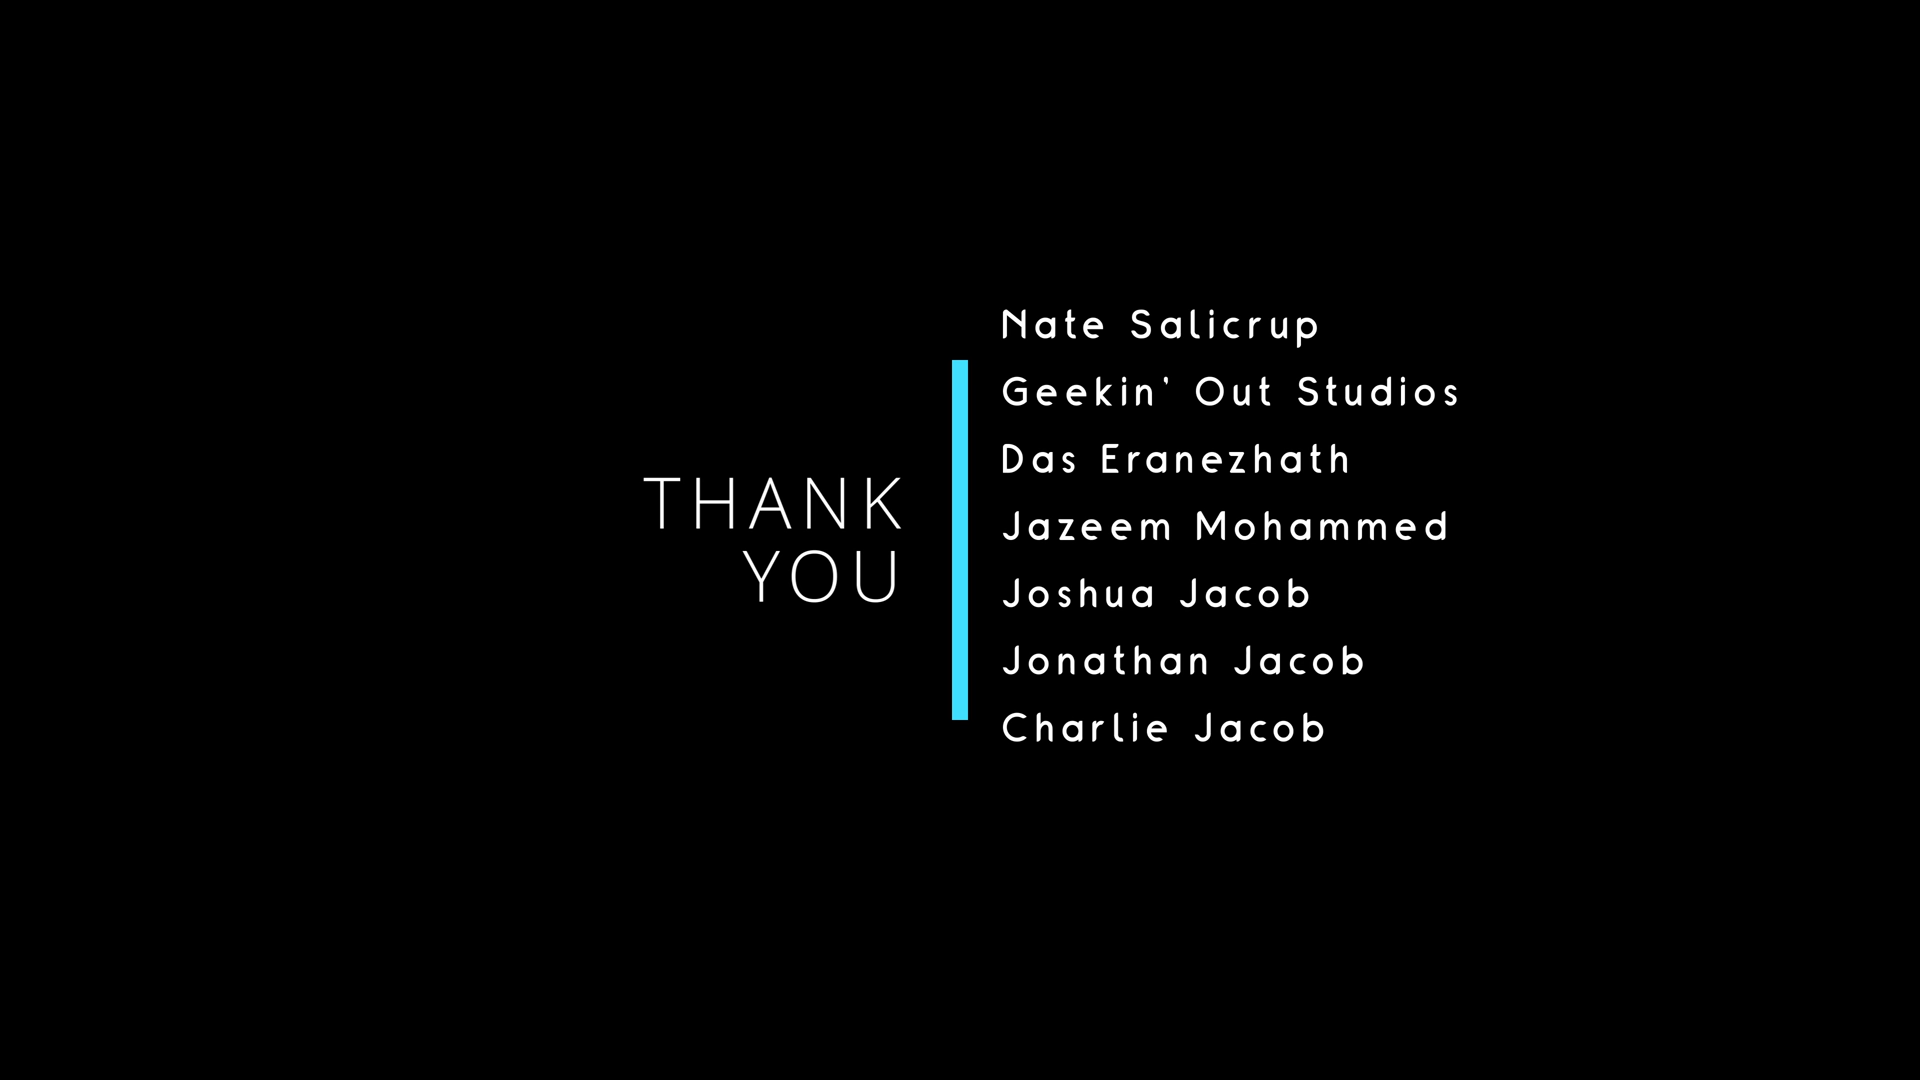 THANK
YOU
Nate Salicrup
Geekin' Out Studios
Das Eranezhath
Jazeem Mohammed
Joshua Jacob
Jonathan Jacob
Charlie Jacob